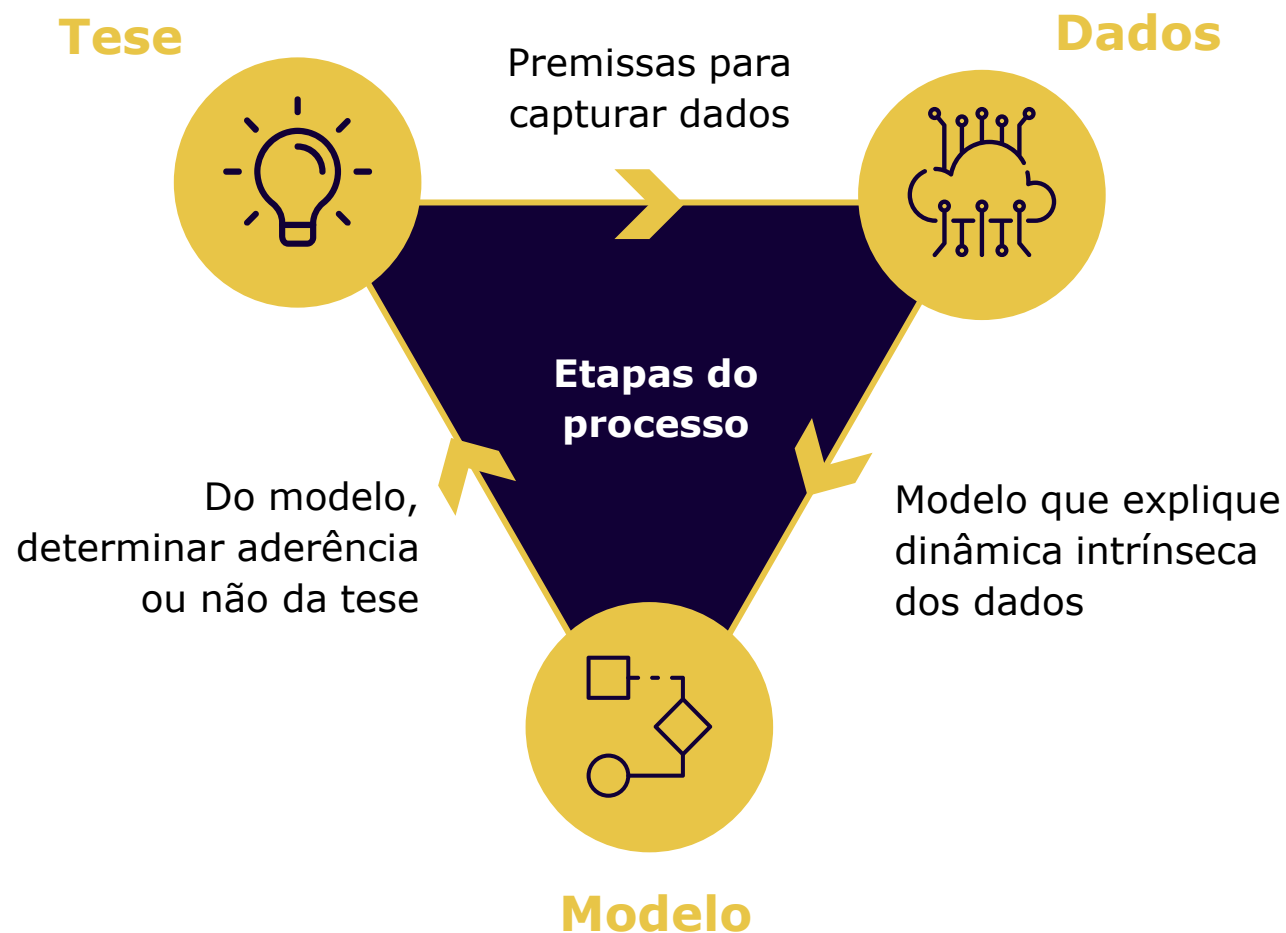 Tese
Dados
Premissas para
capturar dados
Etapas do
processo
Do modelo,
determinar aderência
ou não da tese
Modelo que explique
dinâmica intrínseca
dos dados
Modelo